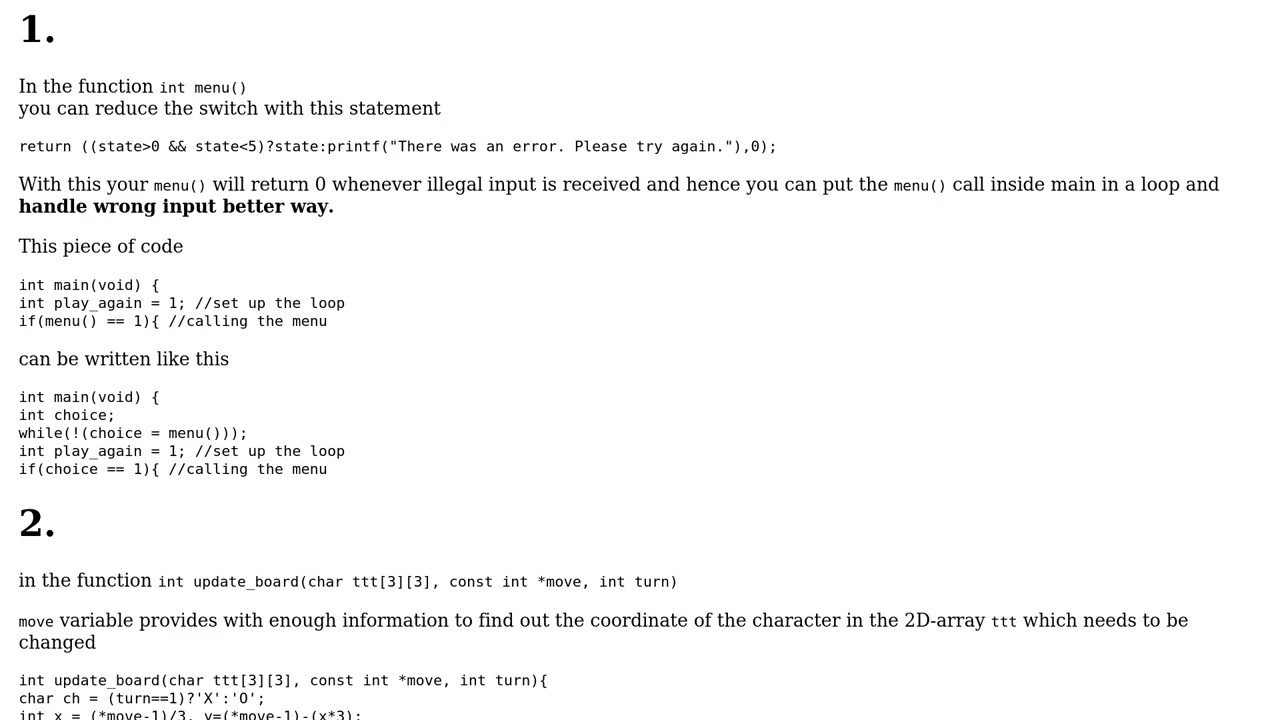 1.
In the function int menu()
you can reduce the switch with this statement
return ((state>0 && state<5)?state:printf("There was an error. Please try again."),0);
With this your menu() will return 0 whenever illegal input is received and hence you can put the menu() call inside main in a loop and
handle wrong input better way.
This piece of code
int main(void) {
int play_again = 1; //set up the loop
if(menu() == 1){ //calling the menu
can be written like this
int main(void) {
int choice;
while(!(choice = menu()));
int play_again = 1; //set up the loop
if(choice == 1){ //calling the menu
2.
in the function int update_board(char ttt[3][3], const int *move, int turn)
move variable provides with enough information to find out the coordinate of the character in the 2D-array ttt which needs to be
changed
int update_board(char ttt[3][3], const int *move, int turn){
char ch = (turn==1)?'X':'O';
int x = (*move-1)/3, y=(*move-1)-(x*3);